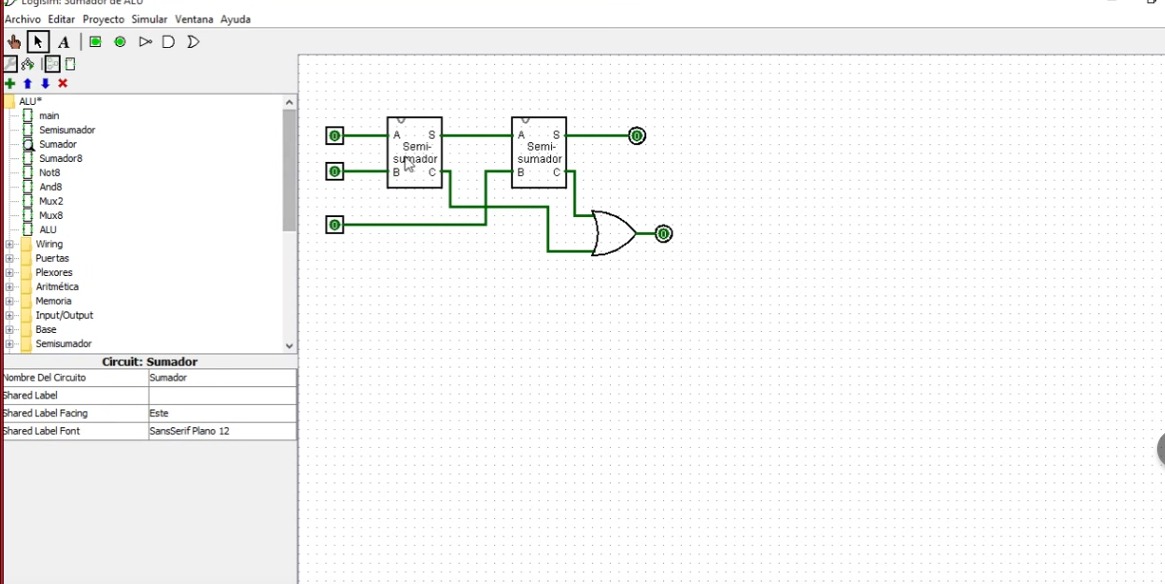 Logisim: Sumador de ALU
Archivo Editar Proyecto Simular Ventana Ayuda
A
ALU*
main
Semisumador
Sumador
Sumador8
Not8
And8
Mux2
Mux8
ALU
Wiring
Puertas
Plexores
Aritmética
Memoria
Input/Output
Base
Semisumador
Circuit: Sumador
Nombre Del Circuito Sumador
Shared Label
Shared Label Facing Este
Shared Label Font SansSerif Plano 12
A S
Semi-
sumador
B C
A S
Semi-
sumador
B C
0
0
0
0
0